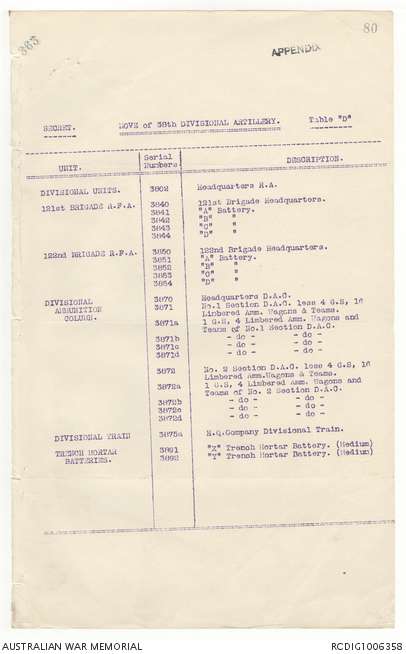 80
863
APPENDIX
SECRET. MOVE of 38th DIVISIONAL ARTILLERY. Table "D"
UNIT. Serial Numbers. DESCRIPTION.
DIVISIONAL UNITS. 3802 Headquarters R.A.
121st BRIGADE R.F.A. 3840 121st Brigade Headquarters.
3841 "A" Battery.
3842 "B" "
3843 "C" "
3844 "D" "
122nd BRIGADE R.F.A. 3850 122nd Brigade Headquarters.
3851 "A" Battery.
3852 "B" "
3853 "C" "
3854 "D" "
DIVISIONAL 3870 Headquarters D.A.C.
AMMUNITION 3871 No.1 Section D.A.C. less 4 G.S, 16
COLUMN. Limbered Amm. Wagons & Teams.
3871a 1 G.S, 4 Limbered Amm. Wagons and
Teams of No.1 Section D.A.C.
3871b - do - - do -
3871c - do - - do -
3871d - do - - do -
3872 No. 2 Section D.A.C. less 4 G.S, 16
Limbered Amm.Wagons & Teams.
3872a 1 G.S, 4 Limbered Amm. Wagons and
Teams of No. 2 Section D.A.C.
3872b - do - - do -
3872c - do - - do -
3872d - do - - do -
DIVISIONAL TRAIN 3875a H.Q.Company Divisional Train.
TRENCH MORTAR 3891 "X" Trench Mortar Battery. (Medium)
BATTERIES. 3892 "Y" Trench Mortar Battery. (Medium)
AUSTRALIAN WAR MEMORIAL RCDIG1006358